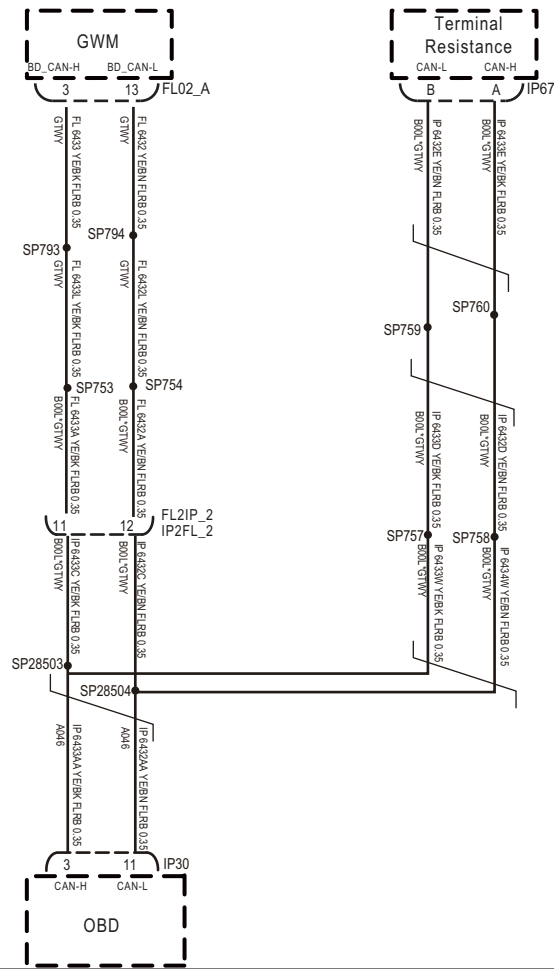 GWM
BD_CAN-H BD_CAN-L
3 13 FL02_A
Terminal
Resistance
CAN-L CAN-H
B A IP67
GTWY
FL 6433 YE/BK FLRB 0.35
GTWY
FL 6432 YE/BN FLRB 0.35
B00L*GTWY
IP 6432E YE/BN FLRB 0.35
B00L*GTWY
IP 6433E YE/BK FLRB 0.35
SP793
SP794
GTWY
FL 6433L YE/BK FLRB 0.35
GTWY
FL 6432L YE/BN FLRB 0.35
SP759
SP760
SP753
SP754
B00L*GTWY
FL 6433A YE/BK FLRB 0.35
B00L*GTWY
FL 6432A YE/BN FLRB 0.35
B00L*GTWY
IP 6433D YE/BK FLRB 0.35
B00L*GTWY
IP 6432D YE/BN FLRB 0.35
11 12 FL2IP_2
IP2FL_2
SP757
SP758
B00L*GTWY
IP 6433C YE/BK FLRB 0.35
B00L*GTWY
IP 6432C YE/BN FLRB 0.35
B00L*GTWY
IP 6433W YE/BK FLRB 0.35
B00L*GTWY
IP 6434W YE/BN FLRB 0.35
SP28503
SP28504
A046
IP 6433AA YE/BK FLRB 0.35
A046
IP 6432AA YE/BN FLRB 0.35
3 11 IP30
CAN-H CAN-L
OBD